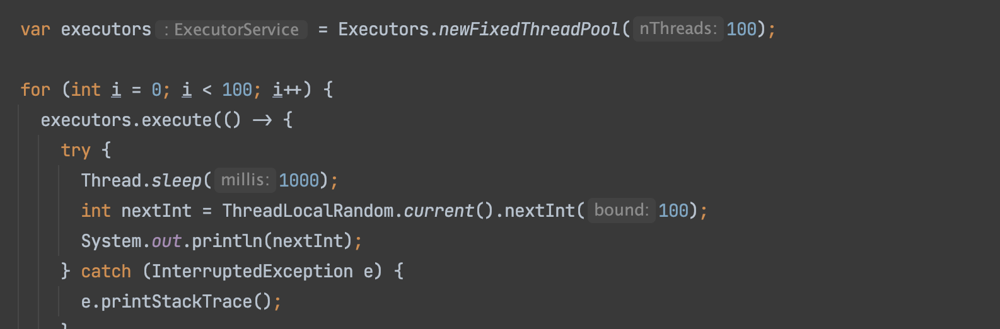 var executors : ExecutorService = Executors.newFixedThreadPool( nThreads: 100);
for (int i = 0; i < 100; i++) {
executors.execute(() -> {
try {
Thread.sleep( millis: 1000);
int nextInt = ThreadLocalRandom.current().nextInt( bound: 100);
System.out.println(nextInt);
} catch (InterruptedException e) {
e.printStackTrace();
}